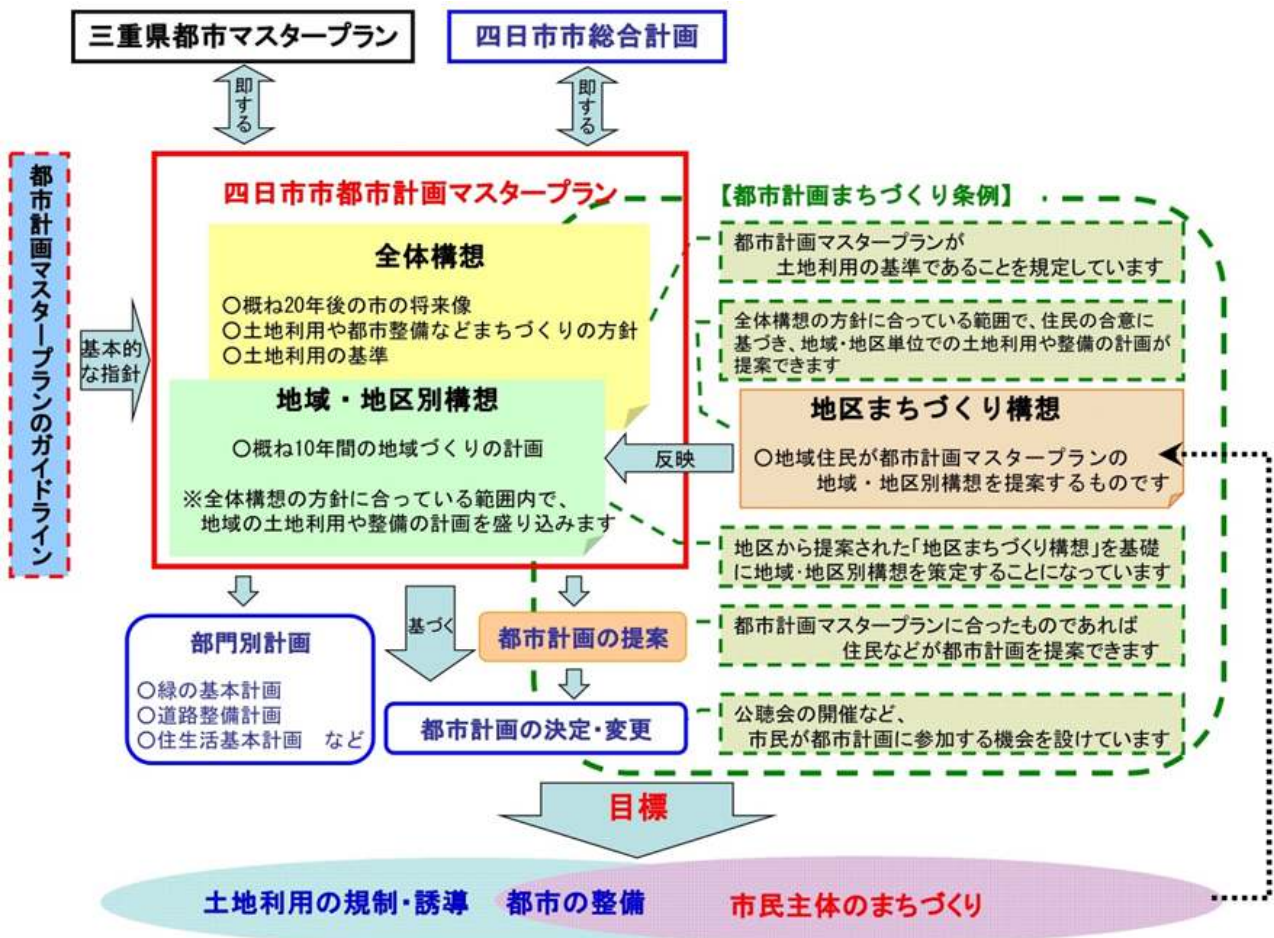 三重県都市マスタープラン
四日市市総合計画
即する
即する
都市計画マスタープランのガイドライン
基本的
な指針
四日市市都市計画マスタープラン
全体構想
○概ね20年後の市の将来像
○土地利用や都市整備などまちづくりの方針
○土地利用の基準
地域・地区別構想
○概ね10年間の地域づくりの計画
※全体構想の方針に合っている範囲内で、
地域の土地利用や整備の計画を盛り込みます
【都市計画まちづくり条例】
都市計画マスタープランが
土地利用の基準であることを規定しています
全体構想の方針に合っている範囲で、住民の合意に
基づき、地域・地区単位での土地利用や整備の計画が
提案できます
地区まちづくり構想
○地域住民が都市計画マスタープランの
地域・地区別構想を提案するものです
反映
地区から提案された「地区まちづくり構想」を基礎
に地域・地区別構想を策定することになっています
部門別計画
○緑の基本計画
○道路整備計画
○住生活基本計画 など
基づく
都市計画の提案
都市計画マスタープランに合ったものであれば
住民などが都市計画を提案できます
都市計画の決定・変更
公聴会の開催など、
市民が都市計画に参加する機会を設けています
目標
土地利用の規制・誘導
都市の整備
市民主体のまちづくり